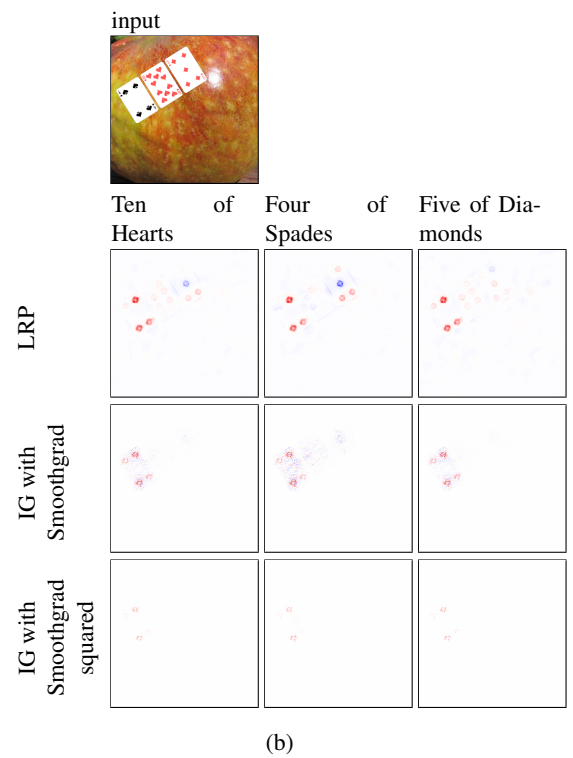 input
Ten of
Hearts
Four of
Spades
Five of Dia-
monds
LRP
IG with
Smoothgrad
IG with
Smoothgrad
squared
(b)